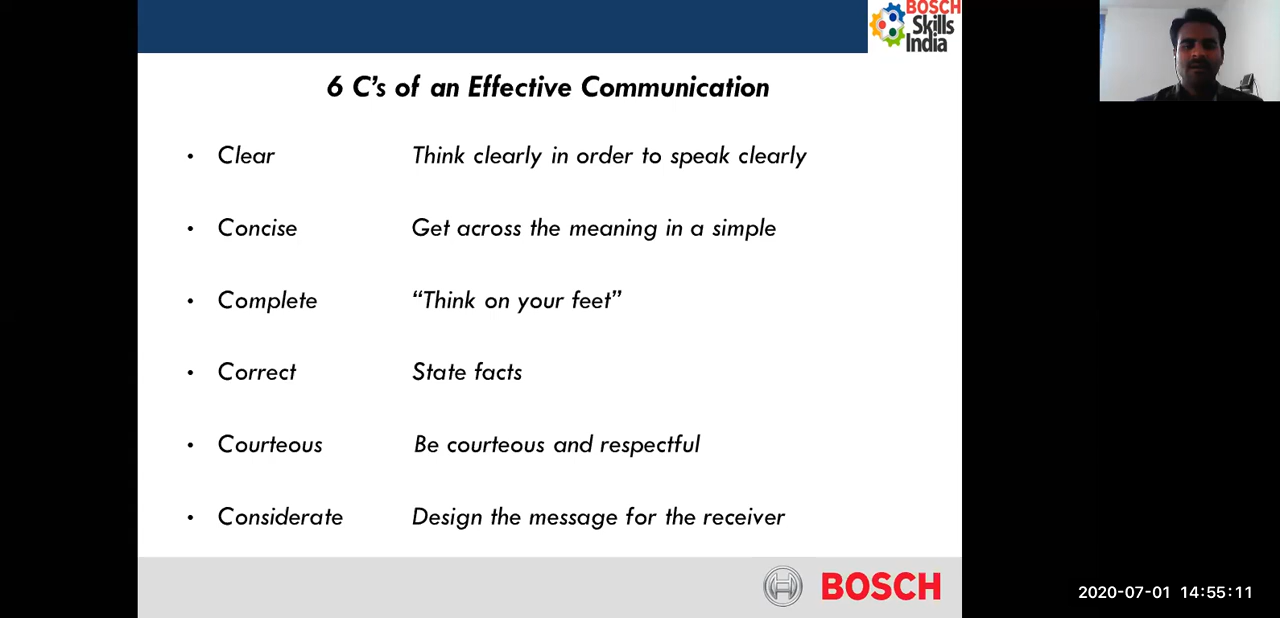 BOSCH
Skills
India
6 C's of an Effective Communication
• Clear Think clearly in order to speak clearly
• Concise Get across the meaning in a simple
• Complete “Think on your feet”
• Correct State facts
• Courteous Be courteous and respectful
• Considerate Design the message for the receiver
BOSCH
2020-07-01 14:55:11